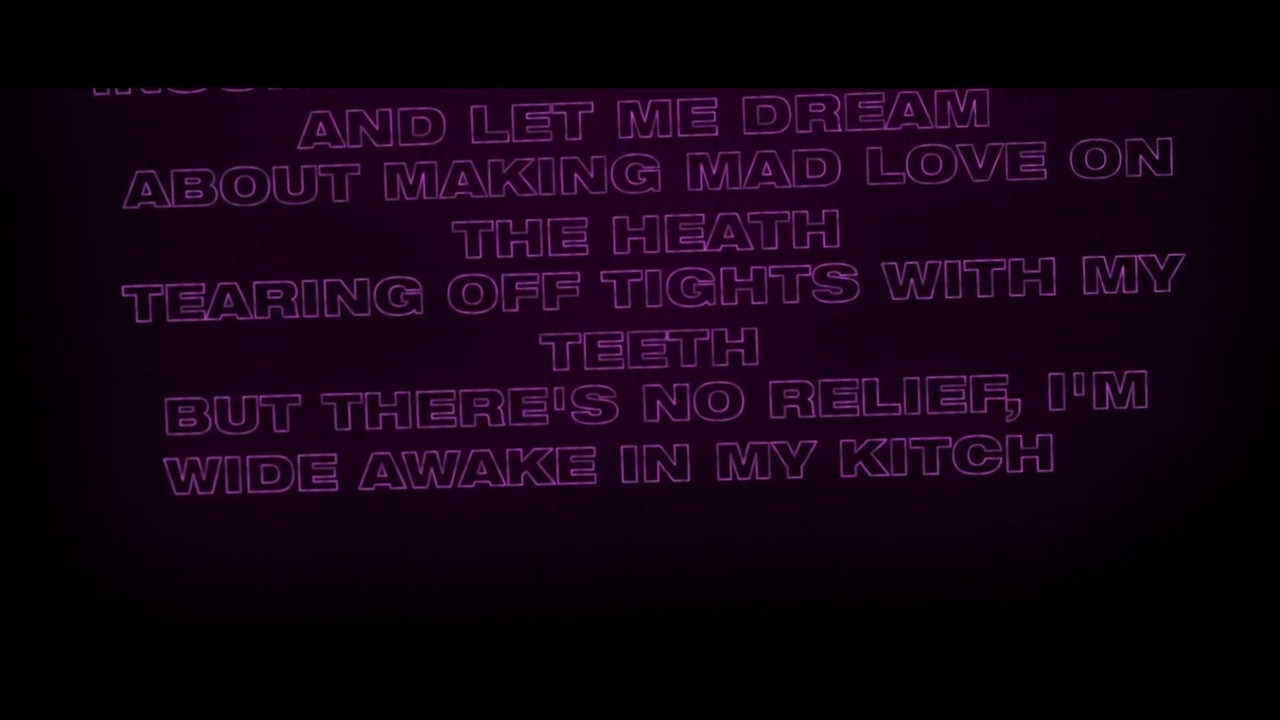 AND LET ME DREAM
ABOUT MAKING MAD LOVE ON
THE HEATH
TEARING OFF TIGHTS WITH MY
TEETH
BUT THERE'S NO RELIEF, I'M
WIDE AWAKE IN MY KITCH